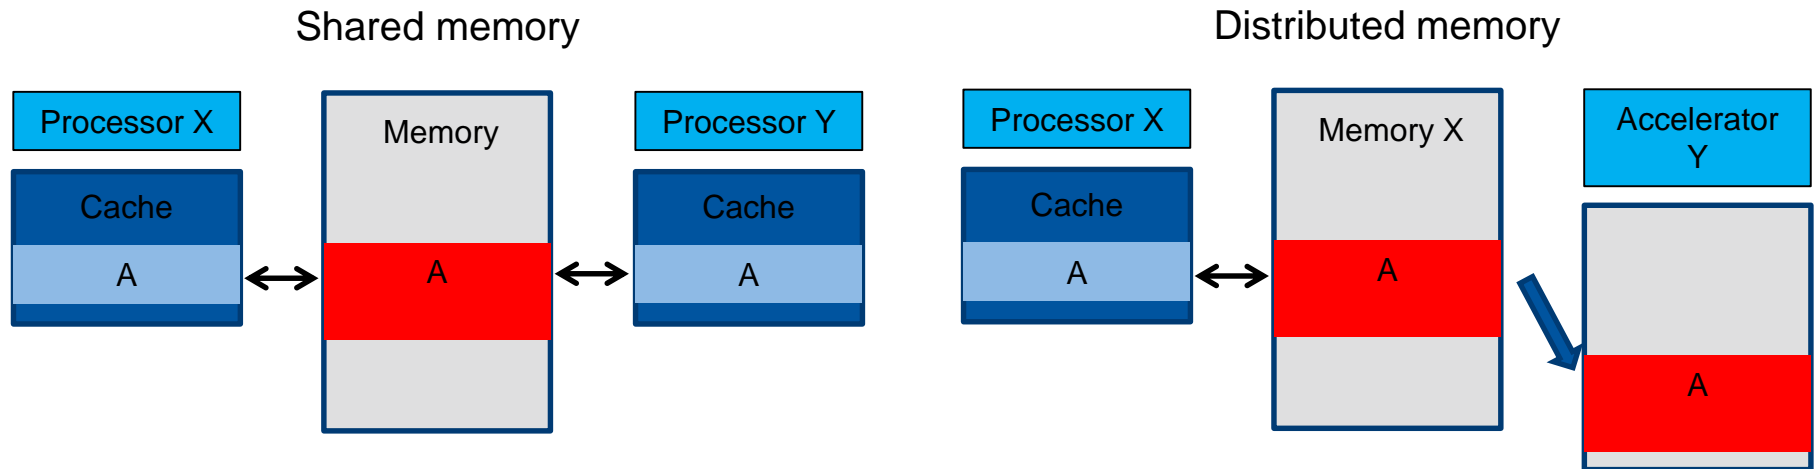 Shared memory
Processor X
Memory
Processor Y
Cache
Cache
A
A
A
Distributed memory
Processor X
Memory X
Accelerator
Y
Cache
A
A
A